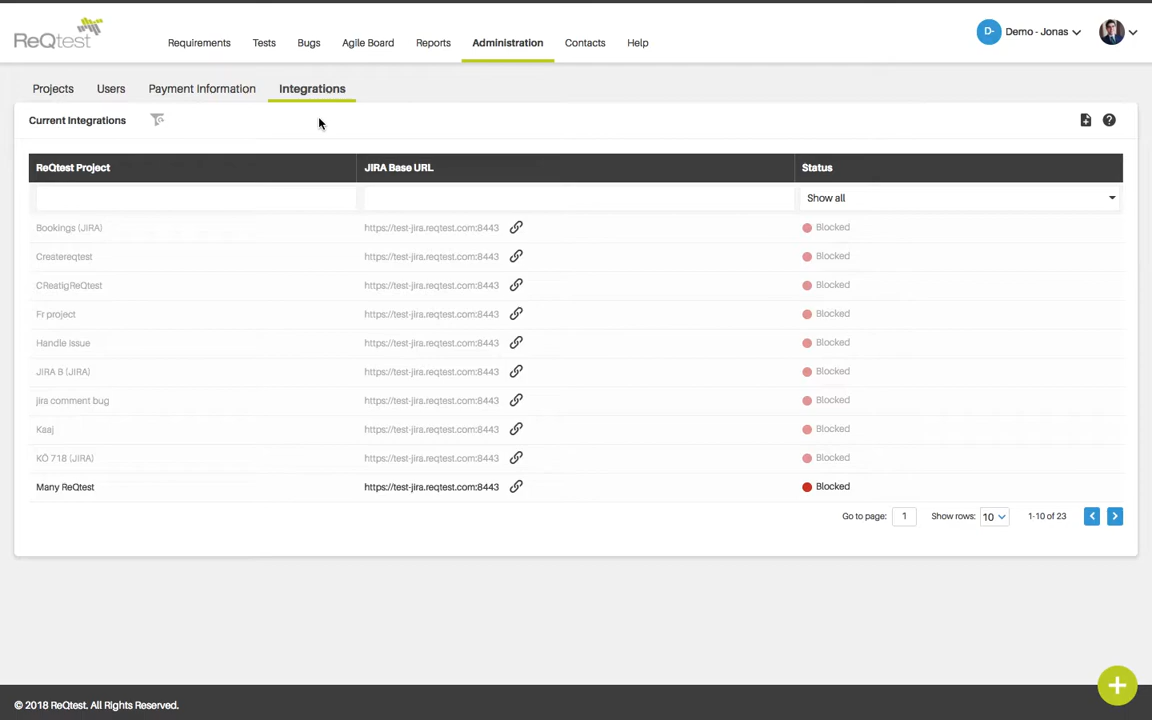 ReQtest
Requirements Tests Bugs Agile Board Reports Administration Contacts Help
D- Demo - Jonas
Projects Users Payment Information Integrations
Current Integrations
ReQtest Project JIRA Base URL Status
Show all
Bookings (JIRA) https://test-jira.reqtest.com:8443 Blocked
Createreqtest https://test-jira.reqtest.com:8443 Blocked
CReatigReQtest https://test-jira.reqtest.com:8443 Blocked
Fr project https://test-jira.reqtest.com:8443 Blocked
Handle Issue https://test-jira.reqtest.com:8443 Blocked
JIRA B (JIRA) https://test-jira.reqtest.com:8443 Blocked
jira comment bug https://test-jira.reqtest.com:8443 Blocked
Kaaj https://test-jira.reqtest.com:8443 Blocked
KÖ 718 (JIRA) https://test-jira.reqtest.com:8443 Blocked
Many ReQtest https://test-jira.reqtest.com:8443 Blocked
Go to page: 1 Show rows: 10 1-10 of 23
© 2018 ReQtest. All Rights Reserved.